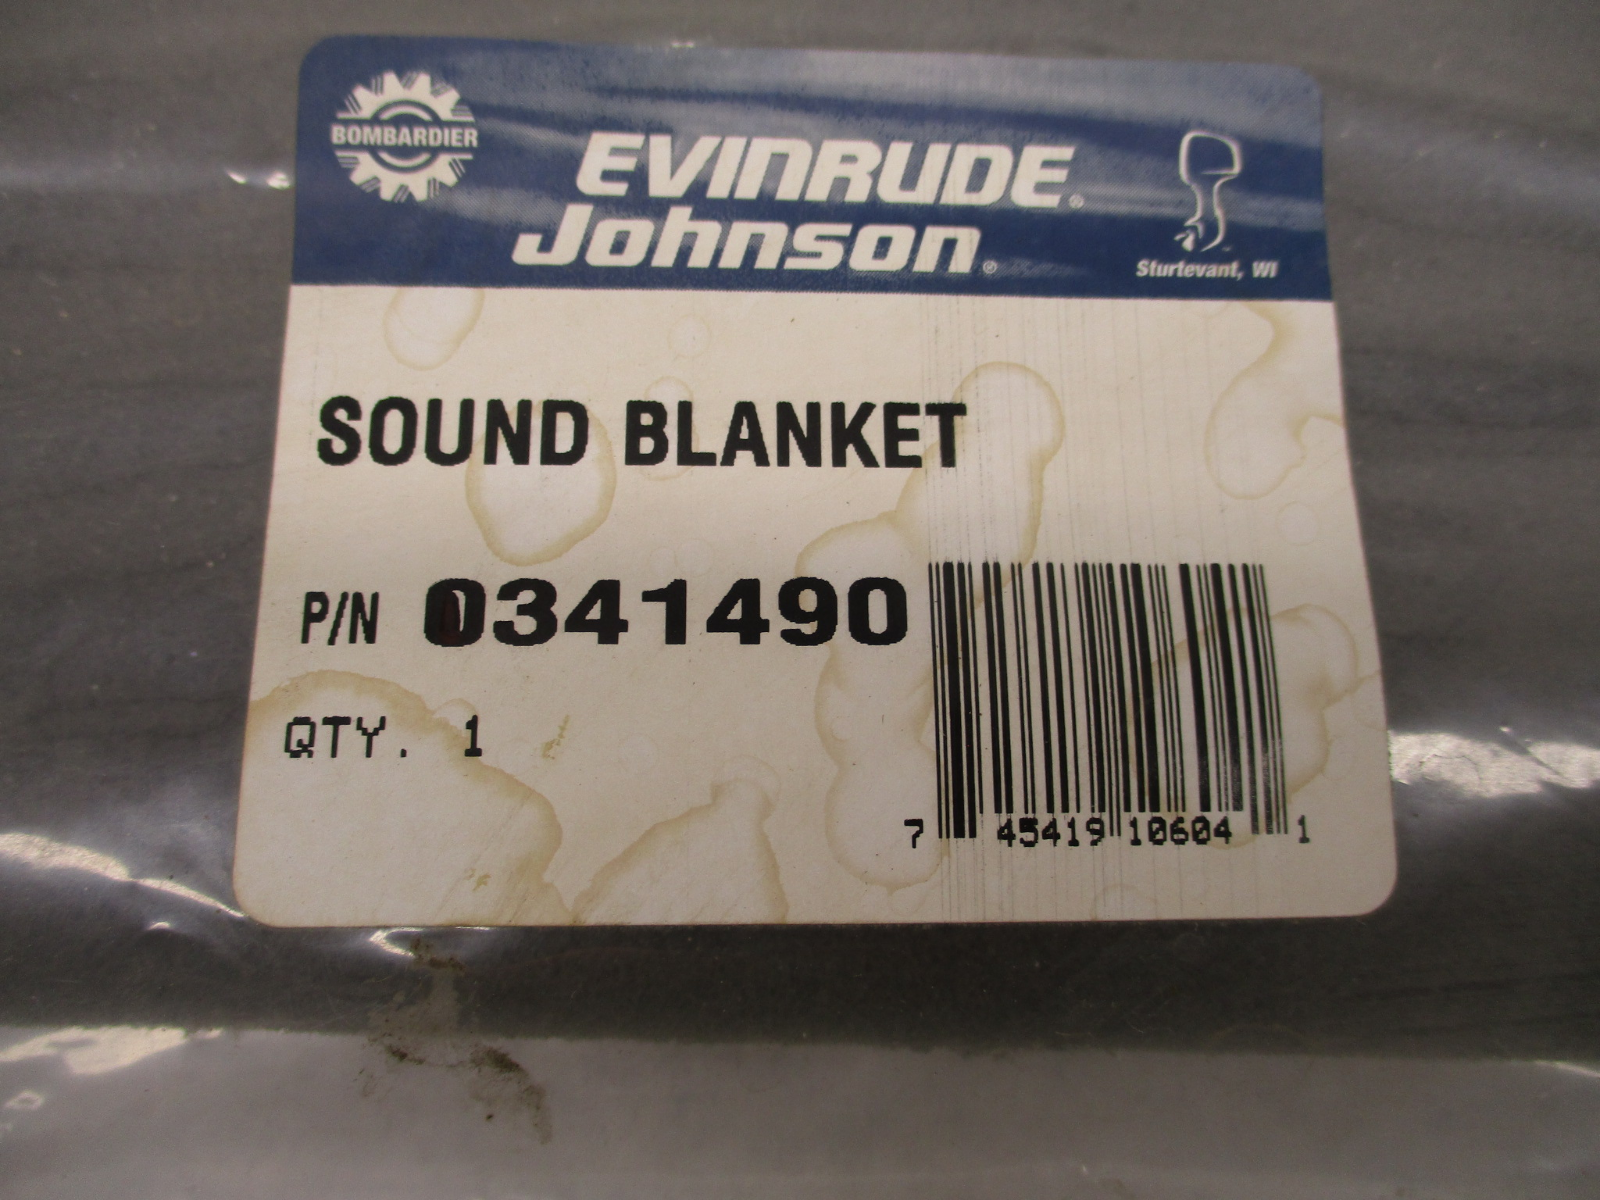 BOMBARDIER
EVINRUDE®
Johnson®
Sturtevant, WI
SOUND BLANKET
P/N 0341490
QTY. 1
7 45419 10604 1